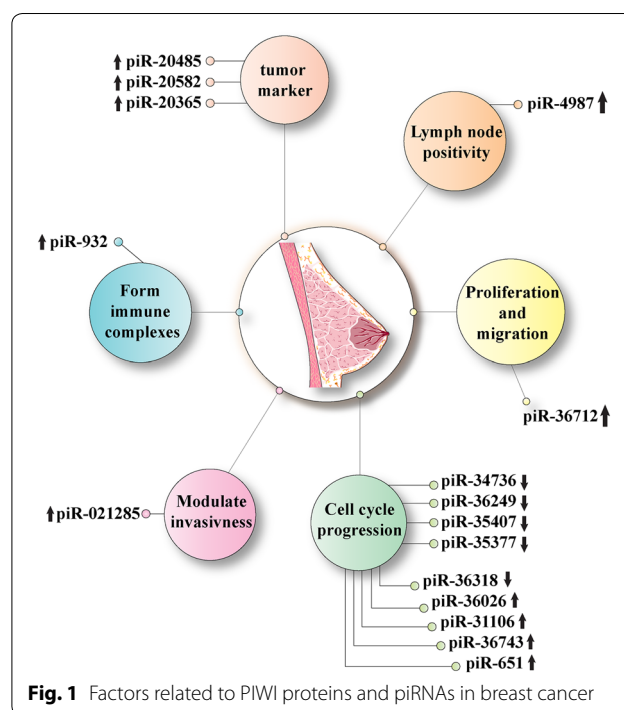 ↑ piR-20485
↑ piR-20582
↑ piR-20365
tumor
marker
piR-4987 ↑
Lymph node
positivity
↑ piR-932
Form
immune
complexes
Proliferation
and
migration
piR-36712 ↑
↑ piR-021285
Modulate
invasivness
Cell cycle
progression
piR-34736 ↓
piR-36249 ↓
piR-35407 ↓
piR-35377 ↓
piR-36318 ↓
piR-36026 ↑
piR-31106 ↑
piR-36743 ↑
piR-651 ↑
Fig. 1 Factors related to PIWI proteins and piRNAs in breast cancer